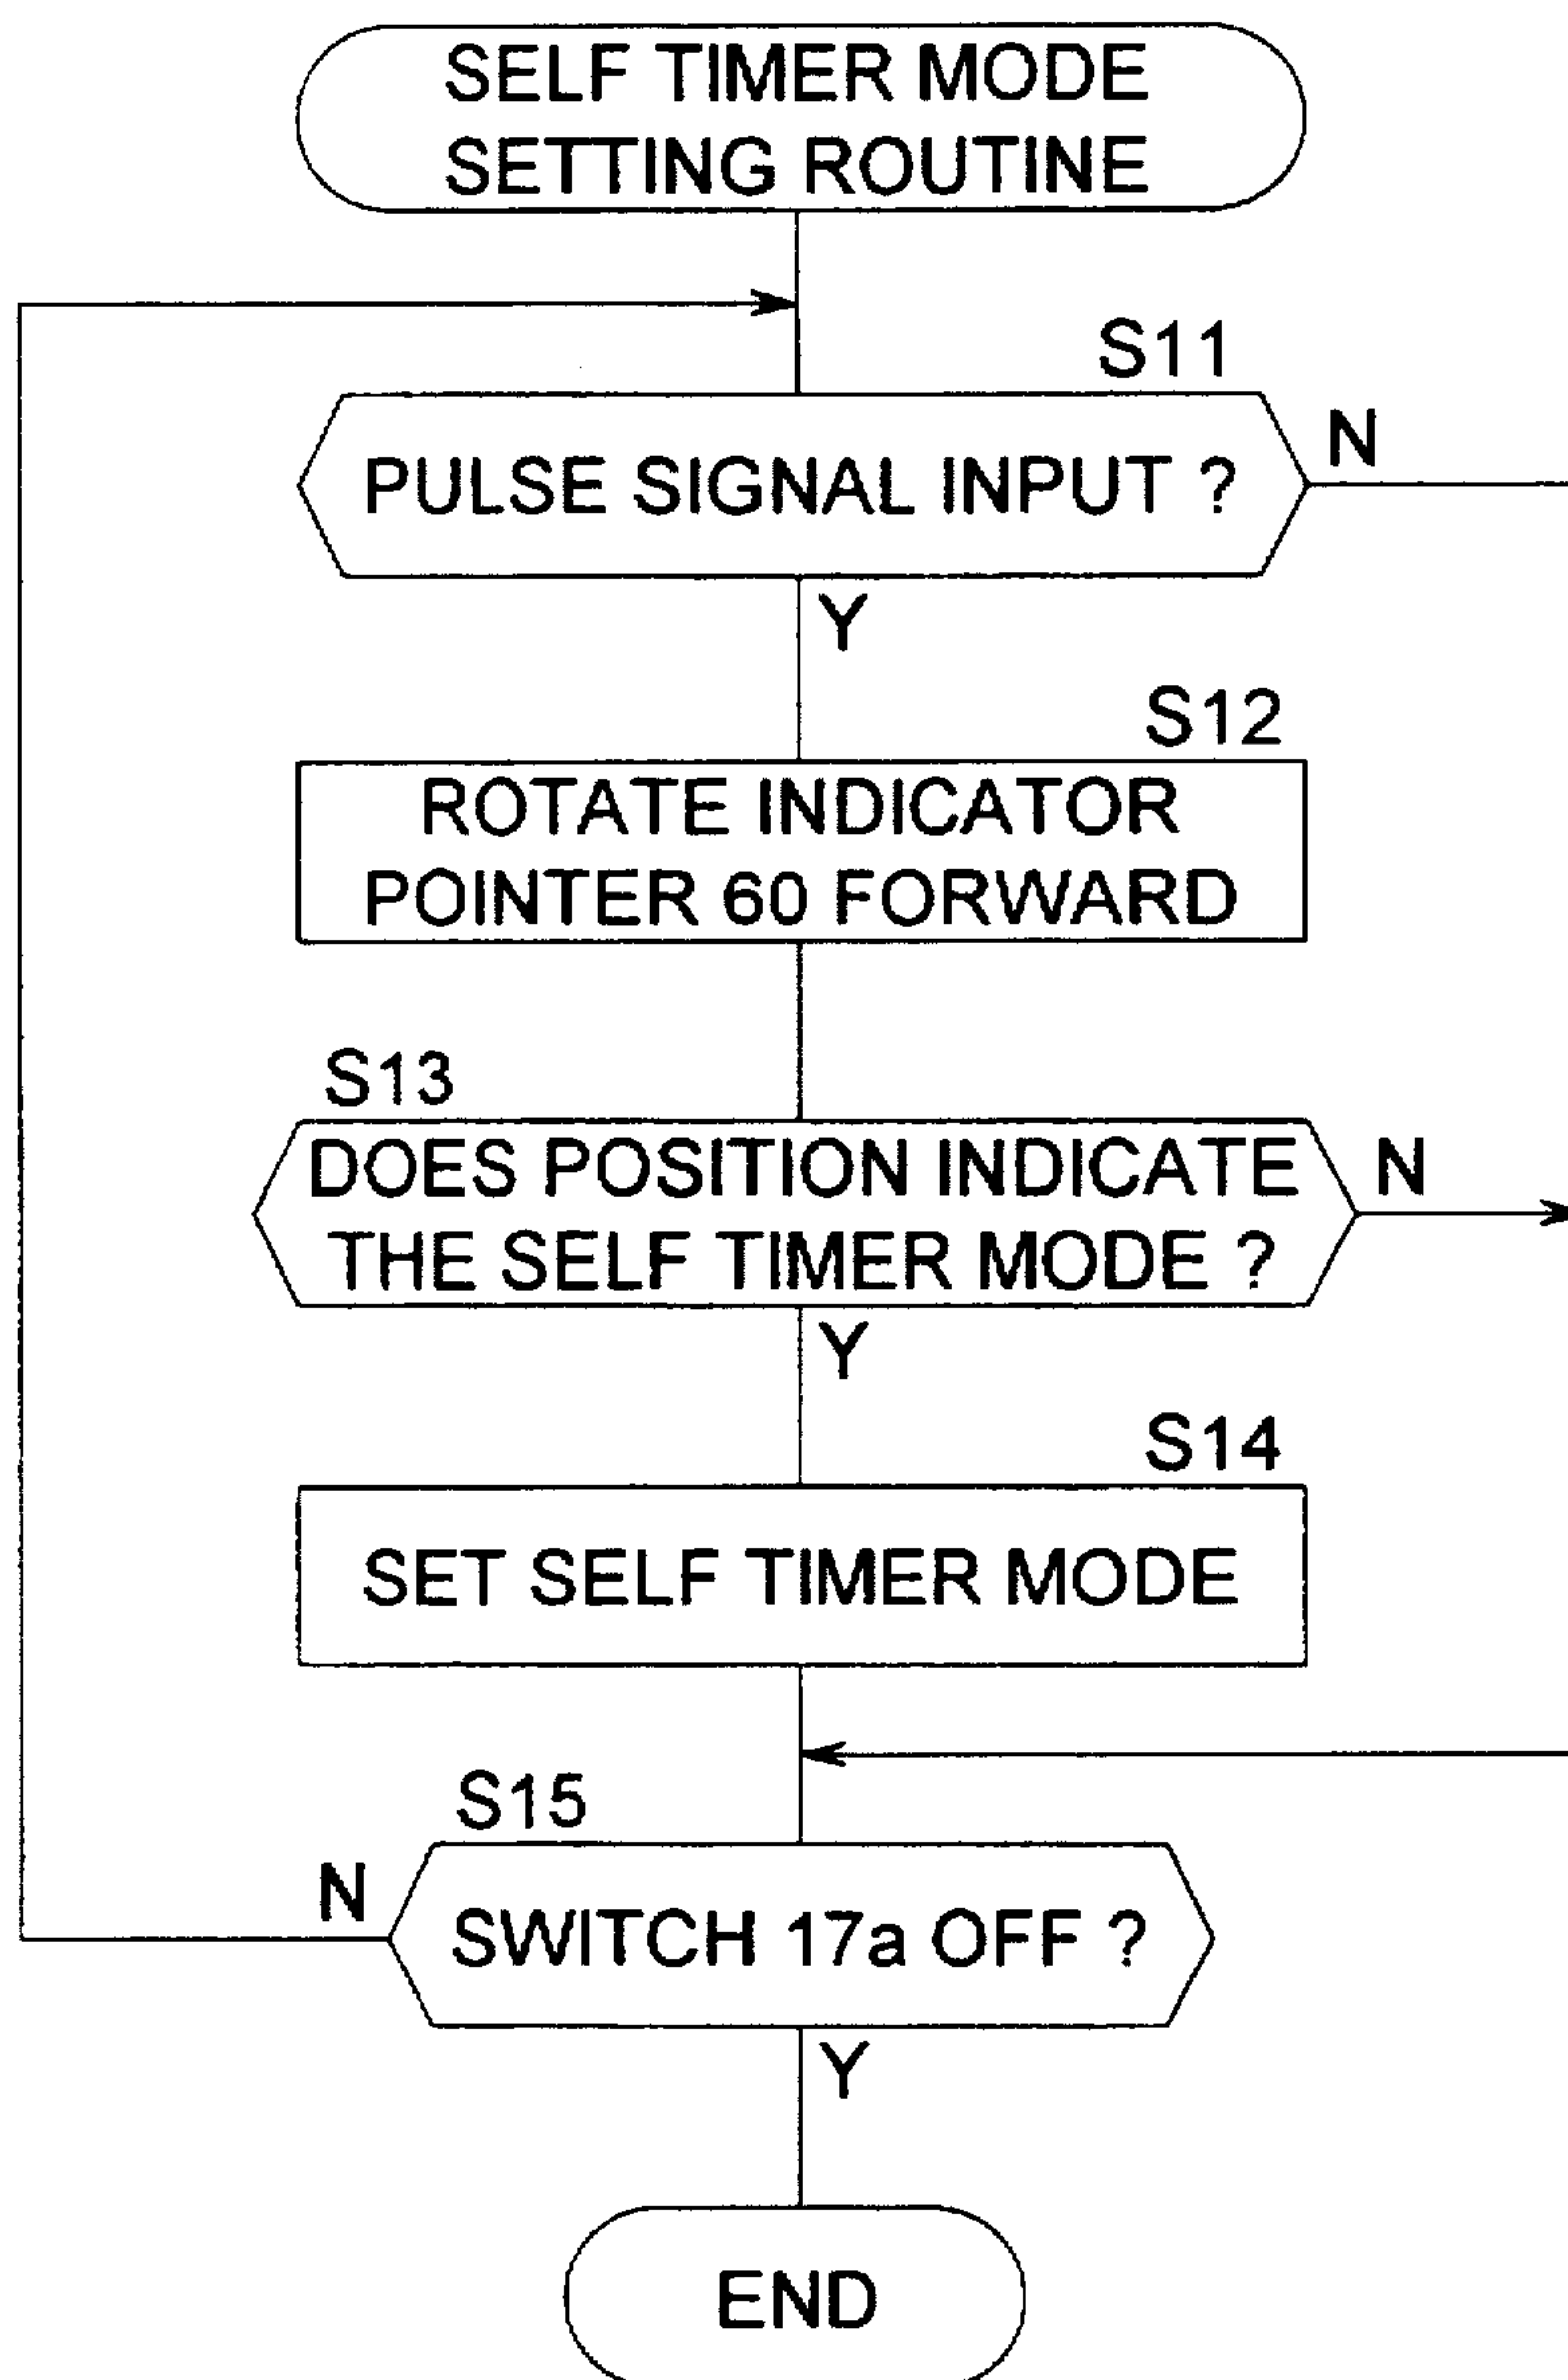 SELF TIMER MODE
SETTING ROUTINE
S11
PULSE SIGNAL INPUT ?
N
Y
S12
ROTATE INDICATOR
POINTER 60 FORWARD
S13
DOES POSITION INDICATE
THE SELF TIMER MODE ?
N
Y
S14
SET SELF TIMER MODE
S15
N
SWITCH 17a OFF ?
Y
END